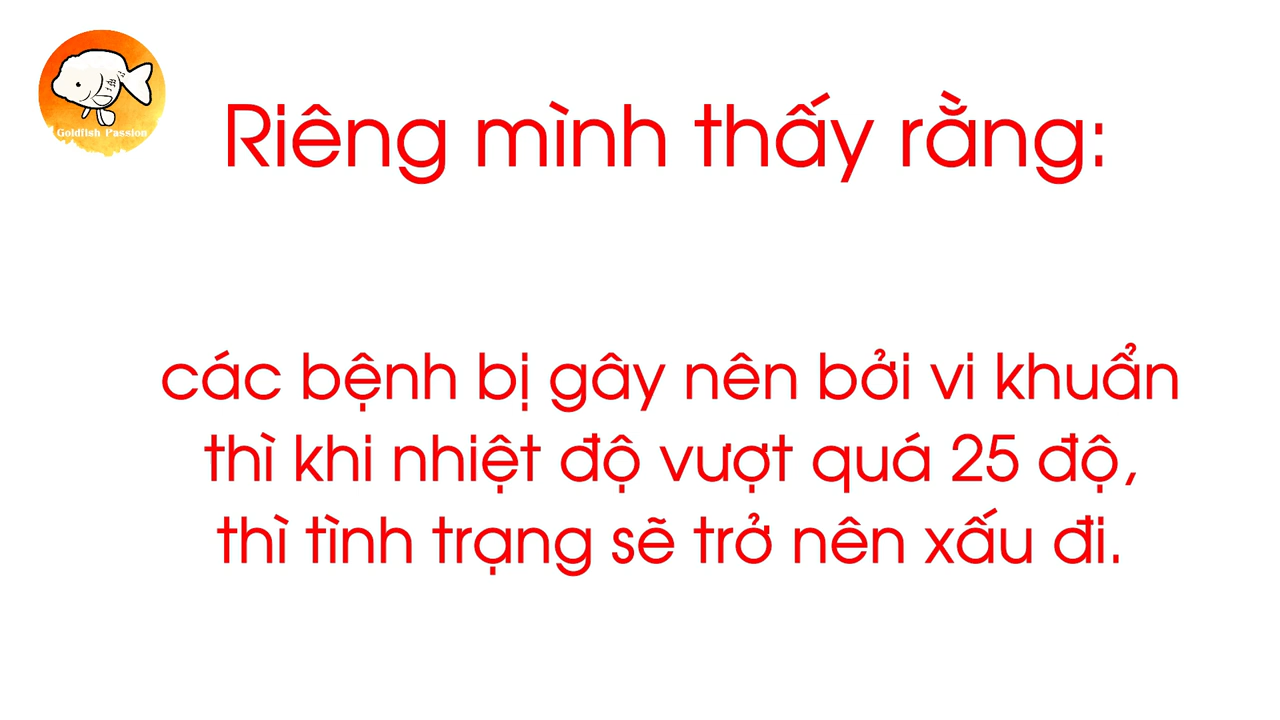 Goldfish Passion
Riêng mình thấy rằng:
các bệnh bị gây nên bởi vi khuẩn
thì khi nhiệt độ vượt quá 25 độ,
thì tình trạng sẽ trở nên xấu đi.